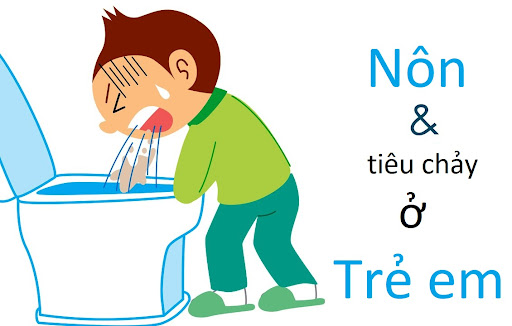 Nôn
&
tiêu chảy
ở
Trẻ em